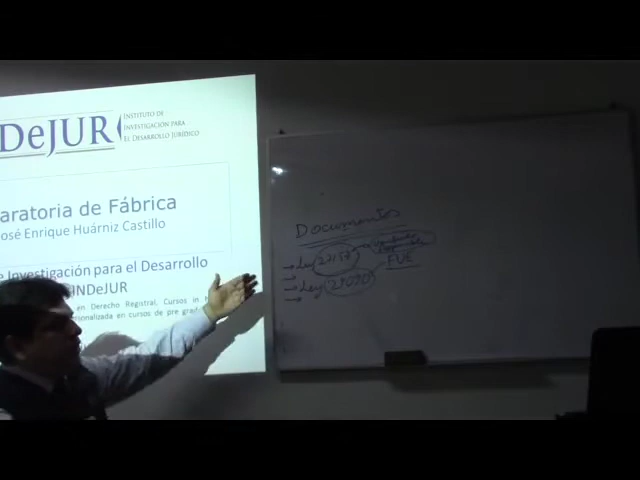 DeJUR
INSTITUTO DE
INVESTIGACIÓN PARA
EL DESARROLLO JURÍDICO
aratoria de Fábrica
osé Enrique Huárniz Castillo
e Investigación para el Desarrollo
INDeJUR
en Derecho Registral, Cursos in H
onalizada en cursos de pre grad
Documentos
→ Ley 27157
→
→ Ley 29090
FUE
→